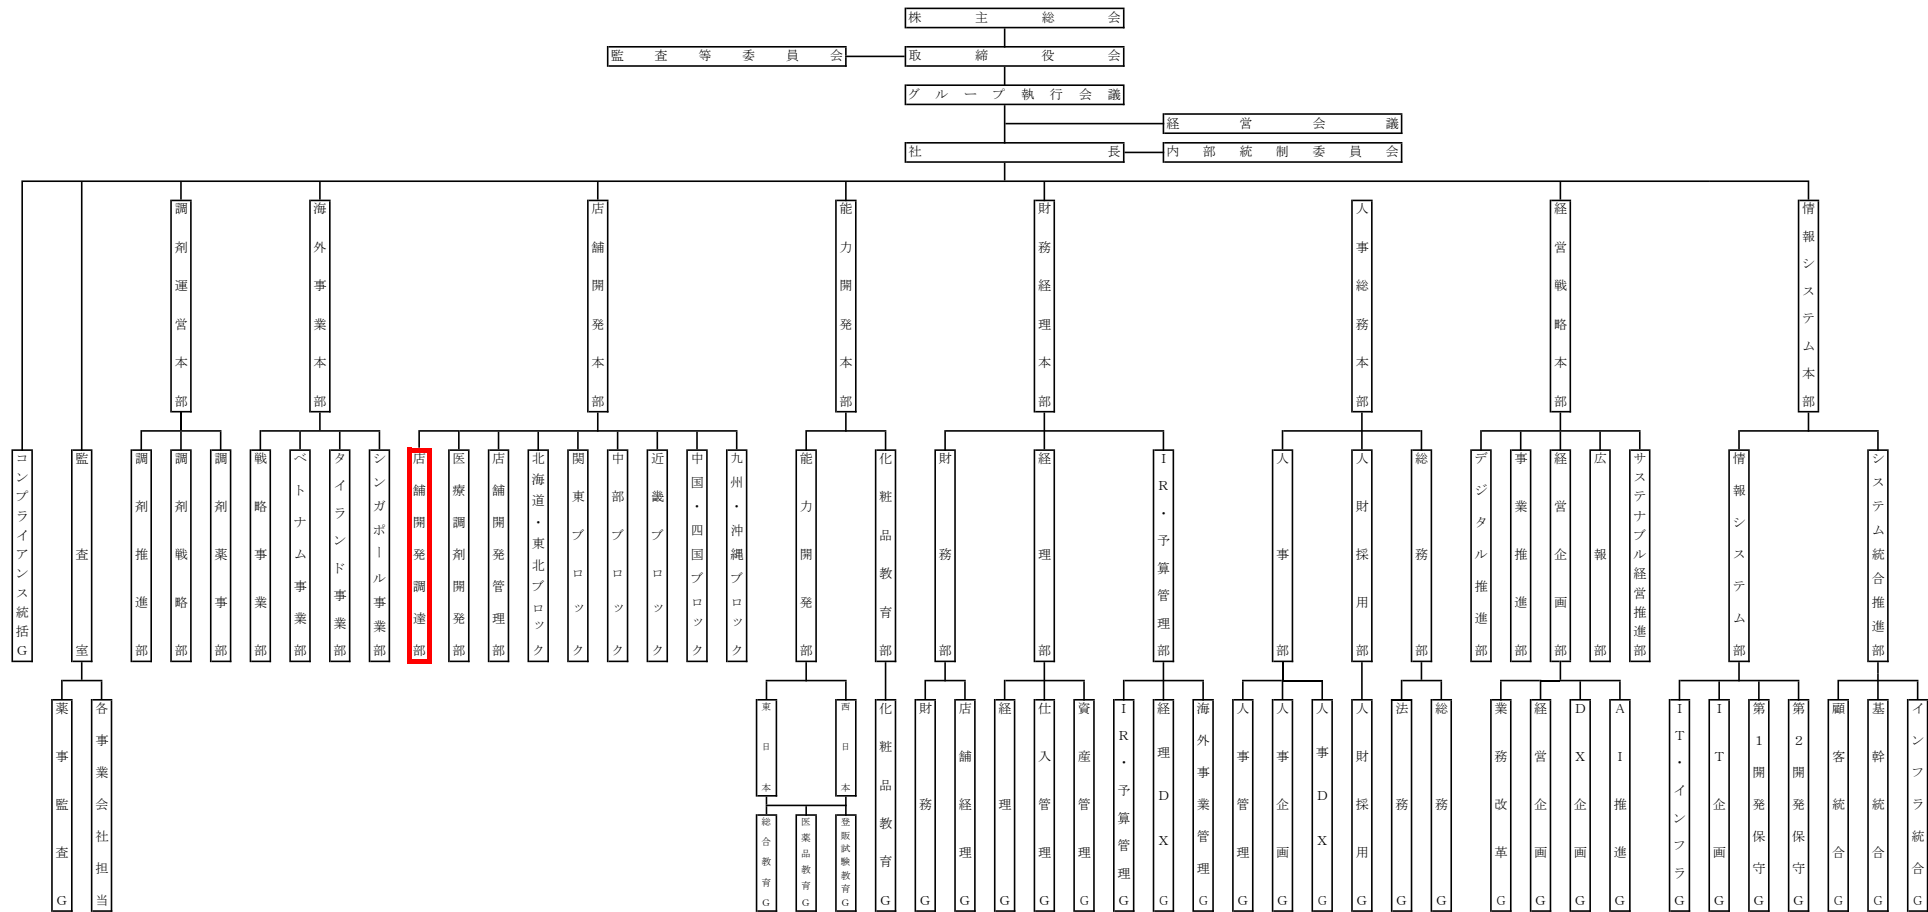 株主総会
監査等委員会
取締役会
グループ執行会議
経営会議
社長
内部統制委員会
調剤運営本部
海外事業本部
店舗開発本部
能力開発本部
財務経理本部
人事総務本部
経営戦略本部
情報システム本部
コンプライアンス統括G
監査室
調剤推進部
調剤戦略部
調剤薬事部
戦略事業部
ベトナム事業部
タイランド事業部
シンガポール事業部
店舗開発調達部
医療調剤開発部
店舗開発管理部
北海道・東北ブロック
関東ブロック
中部ブロック
近畿ブロック
中国・四国ブロック
九州・沖縄ブロック
能力開発部
化粧品教育部
財務部
経理部
IR・予算管理部
人事部
人財採用部
総務部
デジタル推進部
事業推進部
経営企画部
広報部
サステナブル経営推進部
情報システム部
システム統合推進部
薬事監査G
各事業会社担当
東日本
西日本
総合教育G
医薬品教育G
登販試験教育G
化粧品教育G
財務G
店舗経理G
経理G
仕入管理G
資産管理G
IR・予算管理G
経理DXG
海外事業管理G
人事管理G
人事企画G
人事DXG
人財採用G
法務G
総務G
業務改革G
経営企画G
DX企画G
AI推進G
IT・インフラG
IT企画G
第1開発保守G
第2開発保守G
顧客統合G
基幹統合G
インフラ統合G